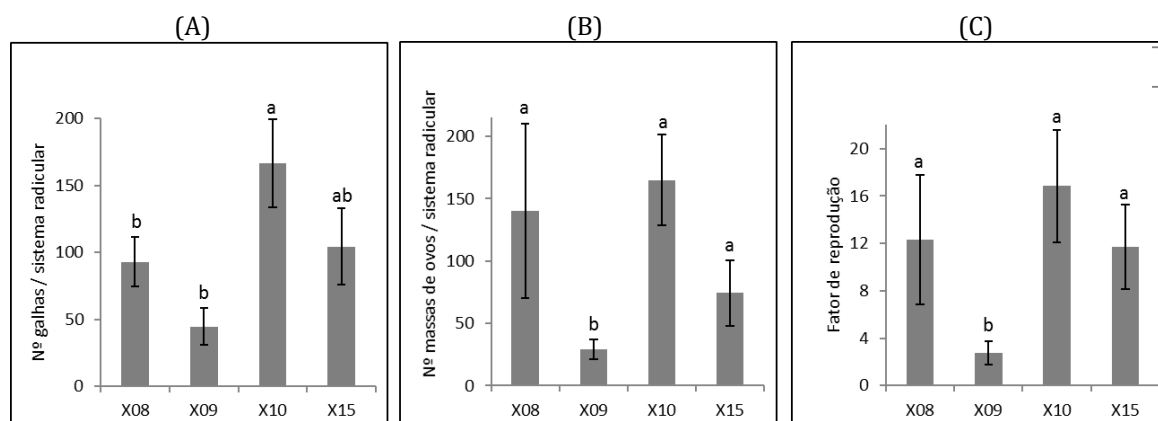 (A)
(B)
(C)
Nº galhas / sistema radicular
200
150
100
50
0
b
b
a
ab
X08
X09
X10
X15
Nº massas de ovos / sistema radicular
200
150
100
50
0
a
b
a
a
X08
X09
X10
X15
Fator de reprodução
20
16
12
8
4
0
a
b
a
a
X08
X09
X10
X15